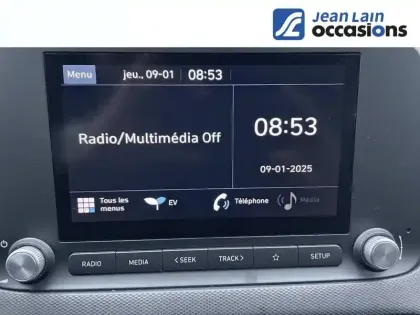 Jean Lain
occasions
Menu jeu., 09-01 08:53
Radio/Multimédia Off
08:53
09-01-2025
Tous les
menus
EV
Téléphone
Média
RADIO MEDIA < SEEK TRACK > ☆ SETUP